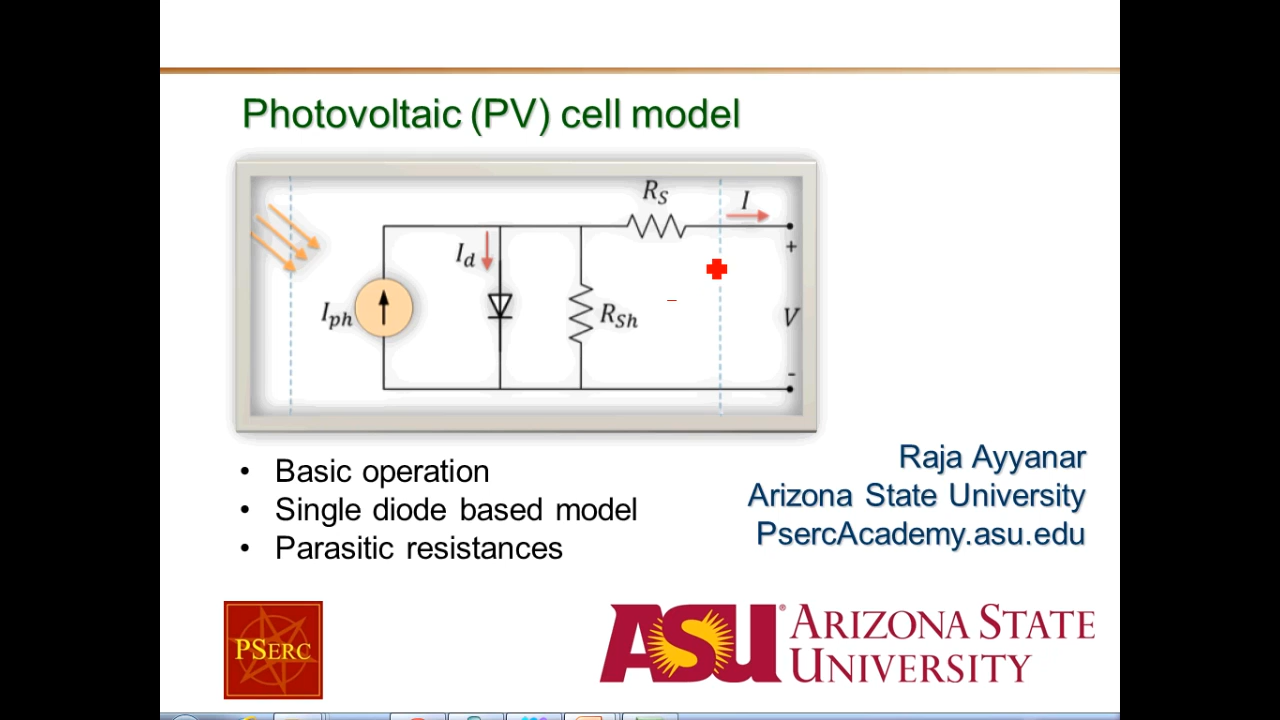 Photovoltaic (PV) cell model
R_S
I
+
I_d
I_ph
R_Sh
V
-
• Basic operation
• Single diode based model
• Parasitic resistances
Raja Ayyanar
Arizona State University
PsercAcademy.asu.edu
PSERC
ASU® ARIZONA STATE
UNIVERSITY